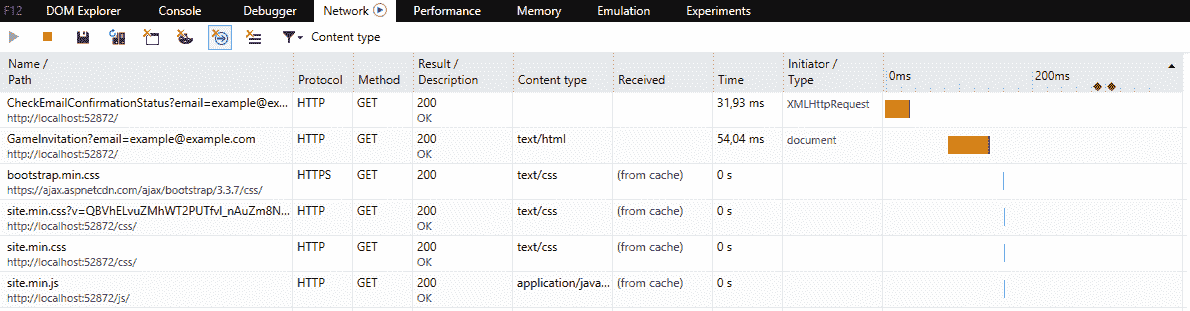 F12 DOM Explorer Console Debugger Network Performance Memory Emulation Experiments
Content type
Name / Path Protocol Method Result / Description Content type Received Time Initiator / Type 0ms 200ms
CheckEmailConfirmationStatus?email=example@ex... HTTP GET 200 31,93 ms XMLHttpRequest
http://localhost:52872/ OK
GameInvitation?email=example@example.com HTTP GET 200 text/html 54,04 ms document
http://localhost:52872/ OK
bootstrap.min.css HTTPS GET 200 text/css (from cache) 0 s
https://ajax.aspnetcdn.com/ajax/bootstrap/3.3.7/css/
site.min.css?v=QBVhELvuZMhWT2PUTfvI_nAuZm8N... HTTP GET 200 text/css (from cache) 0 s
http://localhost:52872/css/ OK
site.min.css HTTP GET 200 text/css (from cache) 0 s
http://localhost:52872/css/ OK
site.min.js HTTP GET 200 application/java... (from cache) 0 s
http://localhost:52872/js/ OK